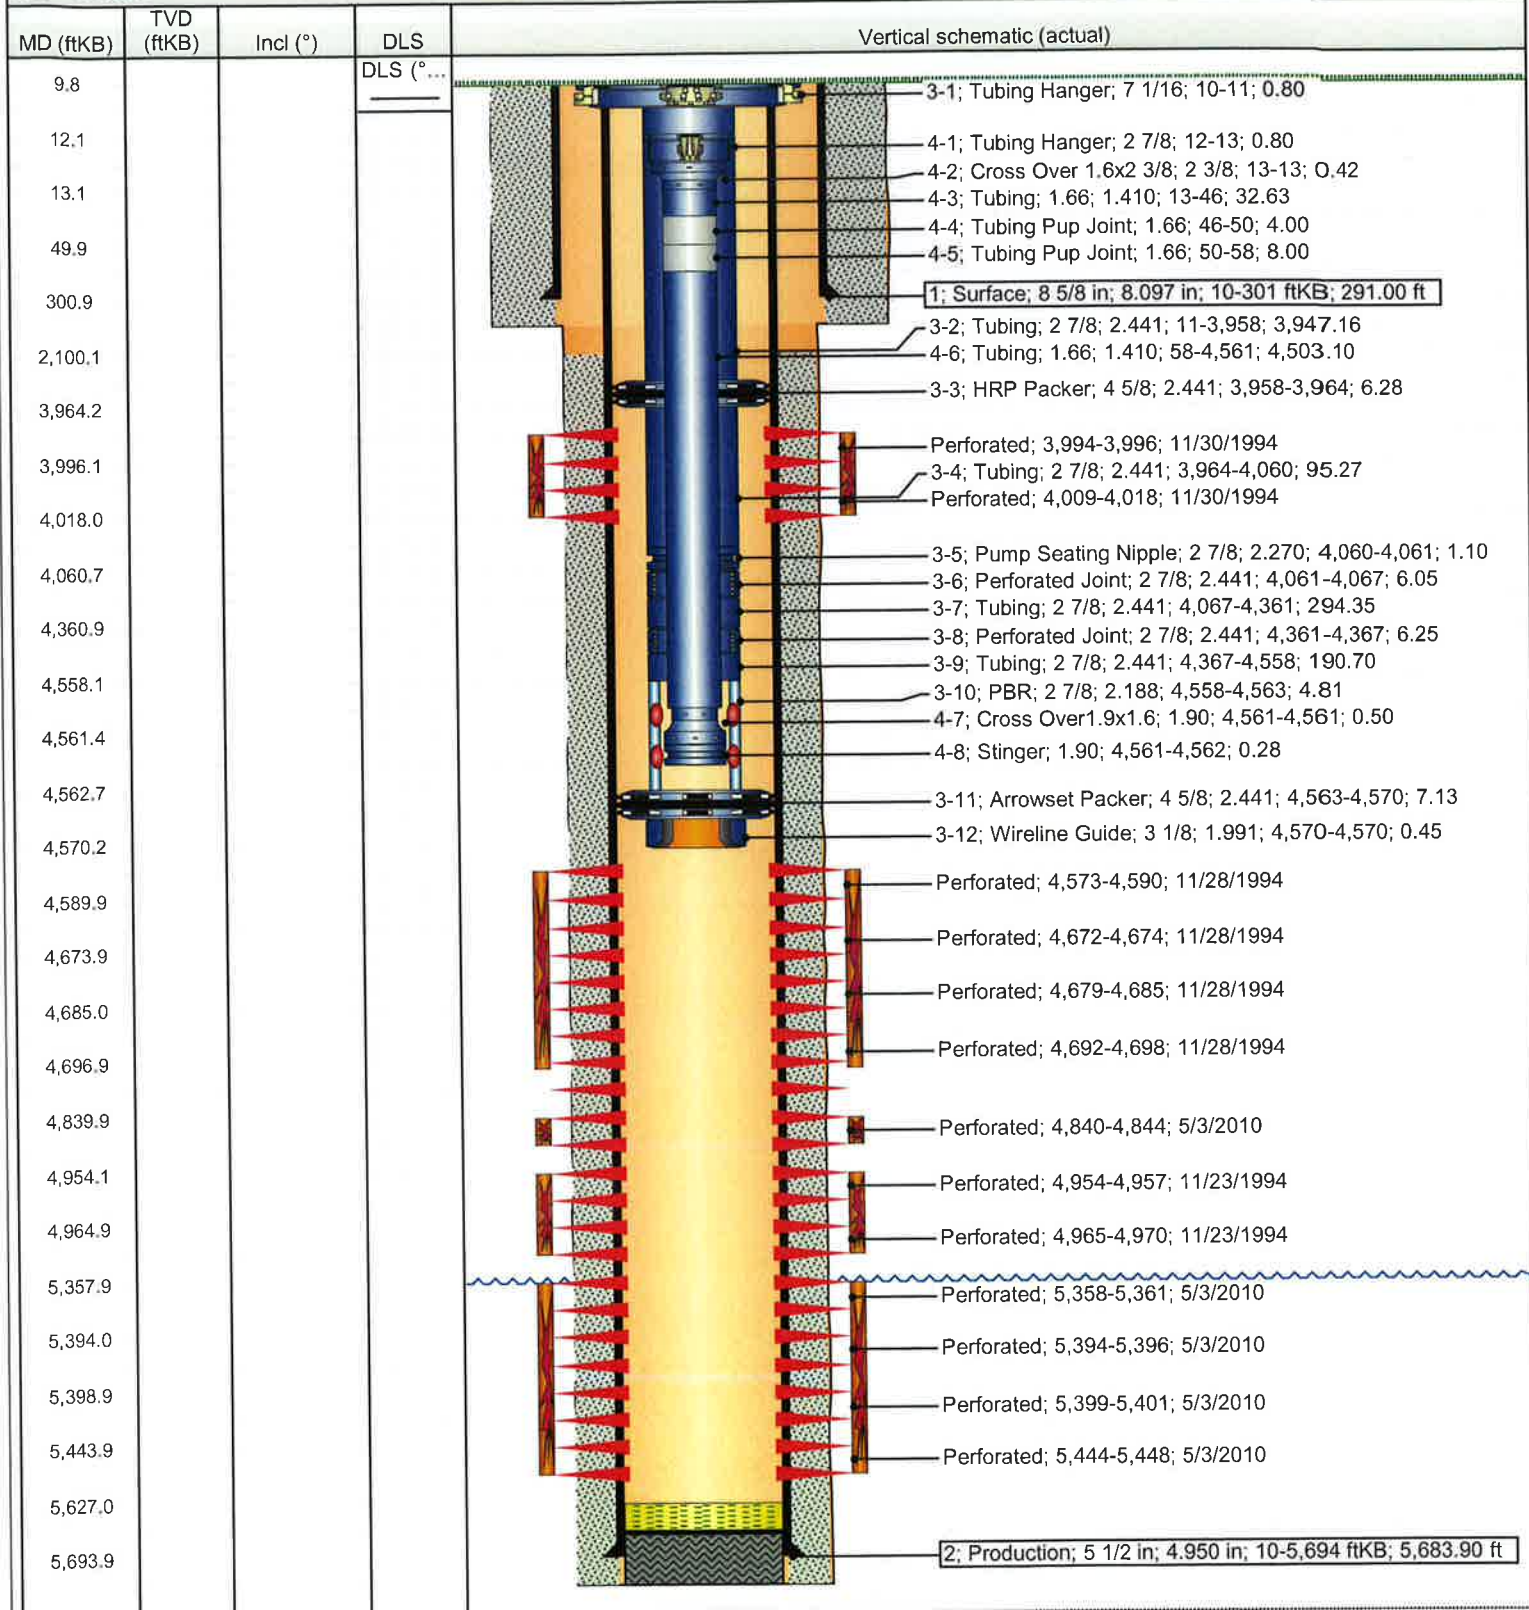 MD (ftKB) TVD (ftKB) Incl (°) DLS Vertical schematic (actual)
DLS (°...
9.8
12.1
13.1
49.9
300.9
2,100.1
3,964.2
3,996.1
4,018.0
4,060.7
4,360.9
4,558.1
4,561.4
4,562.7
4,570.2
4,589.9
4,673.9
4,685.0
4,696.9
4,839.9
4,954.1
4,964.9
5,357.9
5,394.0
5,398.9
5,443.9
5,627.0
5,693.9
3-1; Tubing Hanger; 7 1/16; 10-11; 0.80
4-1; Tubing Hanger; 2 7/8; 12-13; 0.80
4-2; Cross Over 1.6x2 3/8; 2 3/8; 13-13; 0.42
4-3; Tubing; 1.66; 1.410; 13-46; 32.63
4-4; Tubing Pup Joint; 1.66; 46-50; 4.00
4-5; Tubing Pup Joint; 1.66; 50-58; 8.00
1; Surface; 8 5/8 in; 8.097 in; 10-301 ftKB; 291.00 ft
3-2; Tubing; 2 7/8; 2.441; 11-3,958; 3,947.16
4-6; Tubing; 1.66; 1.410; 58-4,561; 4,503.10
3-3; HRP Packer; 4 5/8; 2.441; 3,958-3,964; 6.28
Perforated; 3,994-3,996; 11/30/1994
3-4; Tubing; 2 7/8; 2.441; 3,964-4,060; 95.27
Perforated; 4,009-4,018; 11/30/1994
3-5; Pump Seating Nipple; 2 7/8; 2.270; 4,060-4,061; 1.10
3-6; Perforated Joint; 2 7/8; 2.441; 4,061-4,067; 6.05
3-7; Tubing; 2 7/8; 2.441; 4,067-4,361; 294.35
3-8; Perforated Joint; 2 7/8; 2.441; 4,361-4,367; 6.25
3-9; Tubing; 2 7/8; 2.441; 4,367-4,558; 190.70
3-10; PBR; 2 7/8; 2.188; 4,558-4,563; 4.81
4-7; Cross Over1.9x1.6; 1.90; 4,561-4,561; 0.50
4-8; Stinger; 1.90; 4,561-4,562; 0.28
3-11; Arrowset Packer; 4 5/8; 2.441; 4,563-4,570; 7.13
3-12; Wireline Guide; 3 1/8; 1.991; 4,570-4,570; 0.45
Perforated; 4,573-4,590; 11/28/1994
Perforated; 4,672-4,674; 11/28/1994
Perforated; 4,679-4,685; 11/28/1994
Perforated; 4,692-4,698; 11/28/1994
Perforated; 4,840-4,844; 5/3/2010
Perforated; 4,954-4,957; 11/23/1994
Perforated; 4,965-4,970; 11/23/1994
Perforated; 5,358-5,361; 5/3/2010
Perforated; 5,394-5,396; 5/3/2010
Perforated; 5,399-5,401; 5/3/2010
Perforated; 5,444-5,448; 5/3/2010
2; Production; 5 1/2 in; 4.950 in; 10-5,694 ftKB; 5,683.90 ft